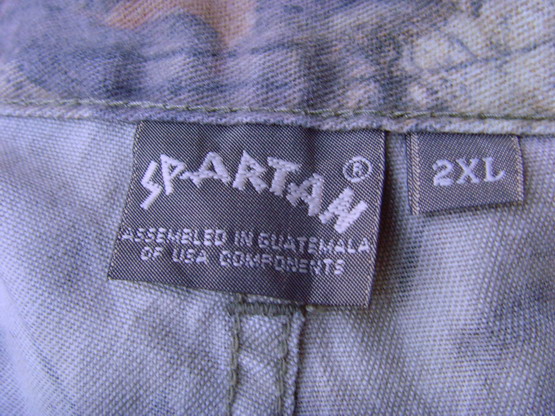 SPARTAN®
ASSEMBLED IN GUATEMALA
OF USA COMPONENTS
2XL